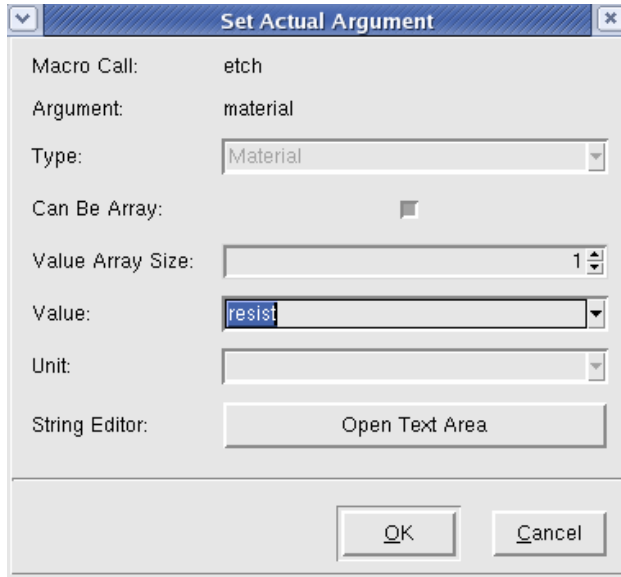 Set Actual Argument
Macro Call: etch
Argument: material
Type: Material
Can Be Array:
Value Array Size: 1
Value: resist
Unit:
String Editor: Open Text Area
OK Cancel